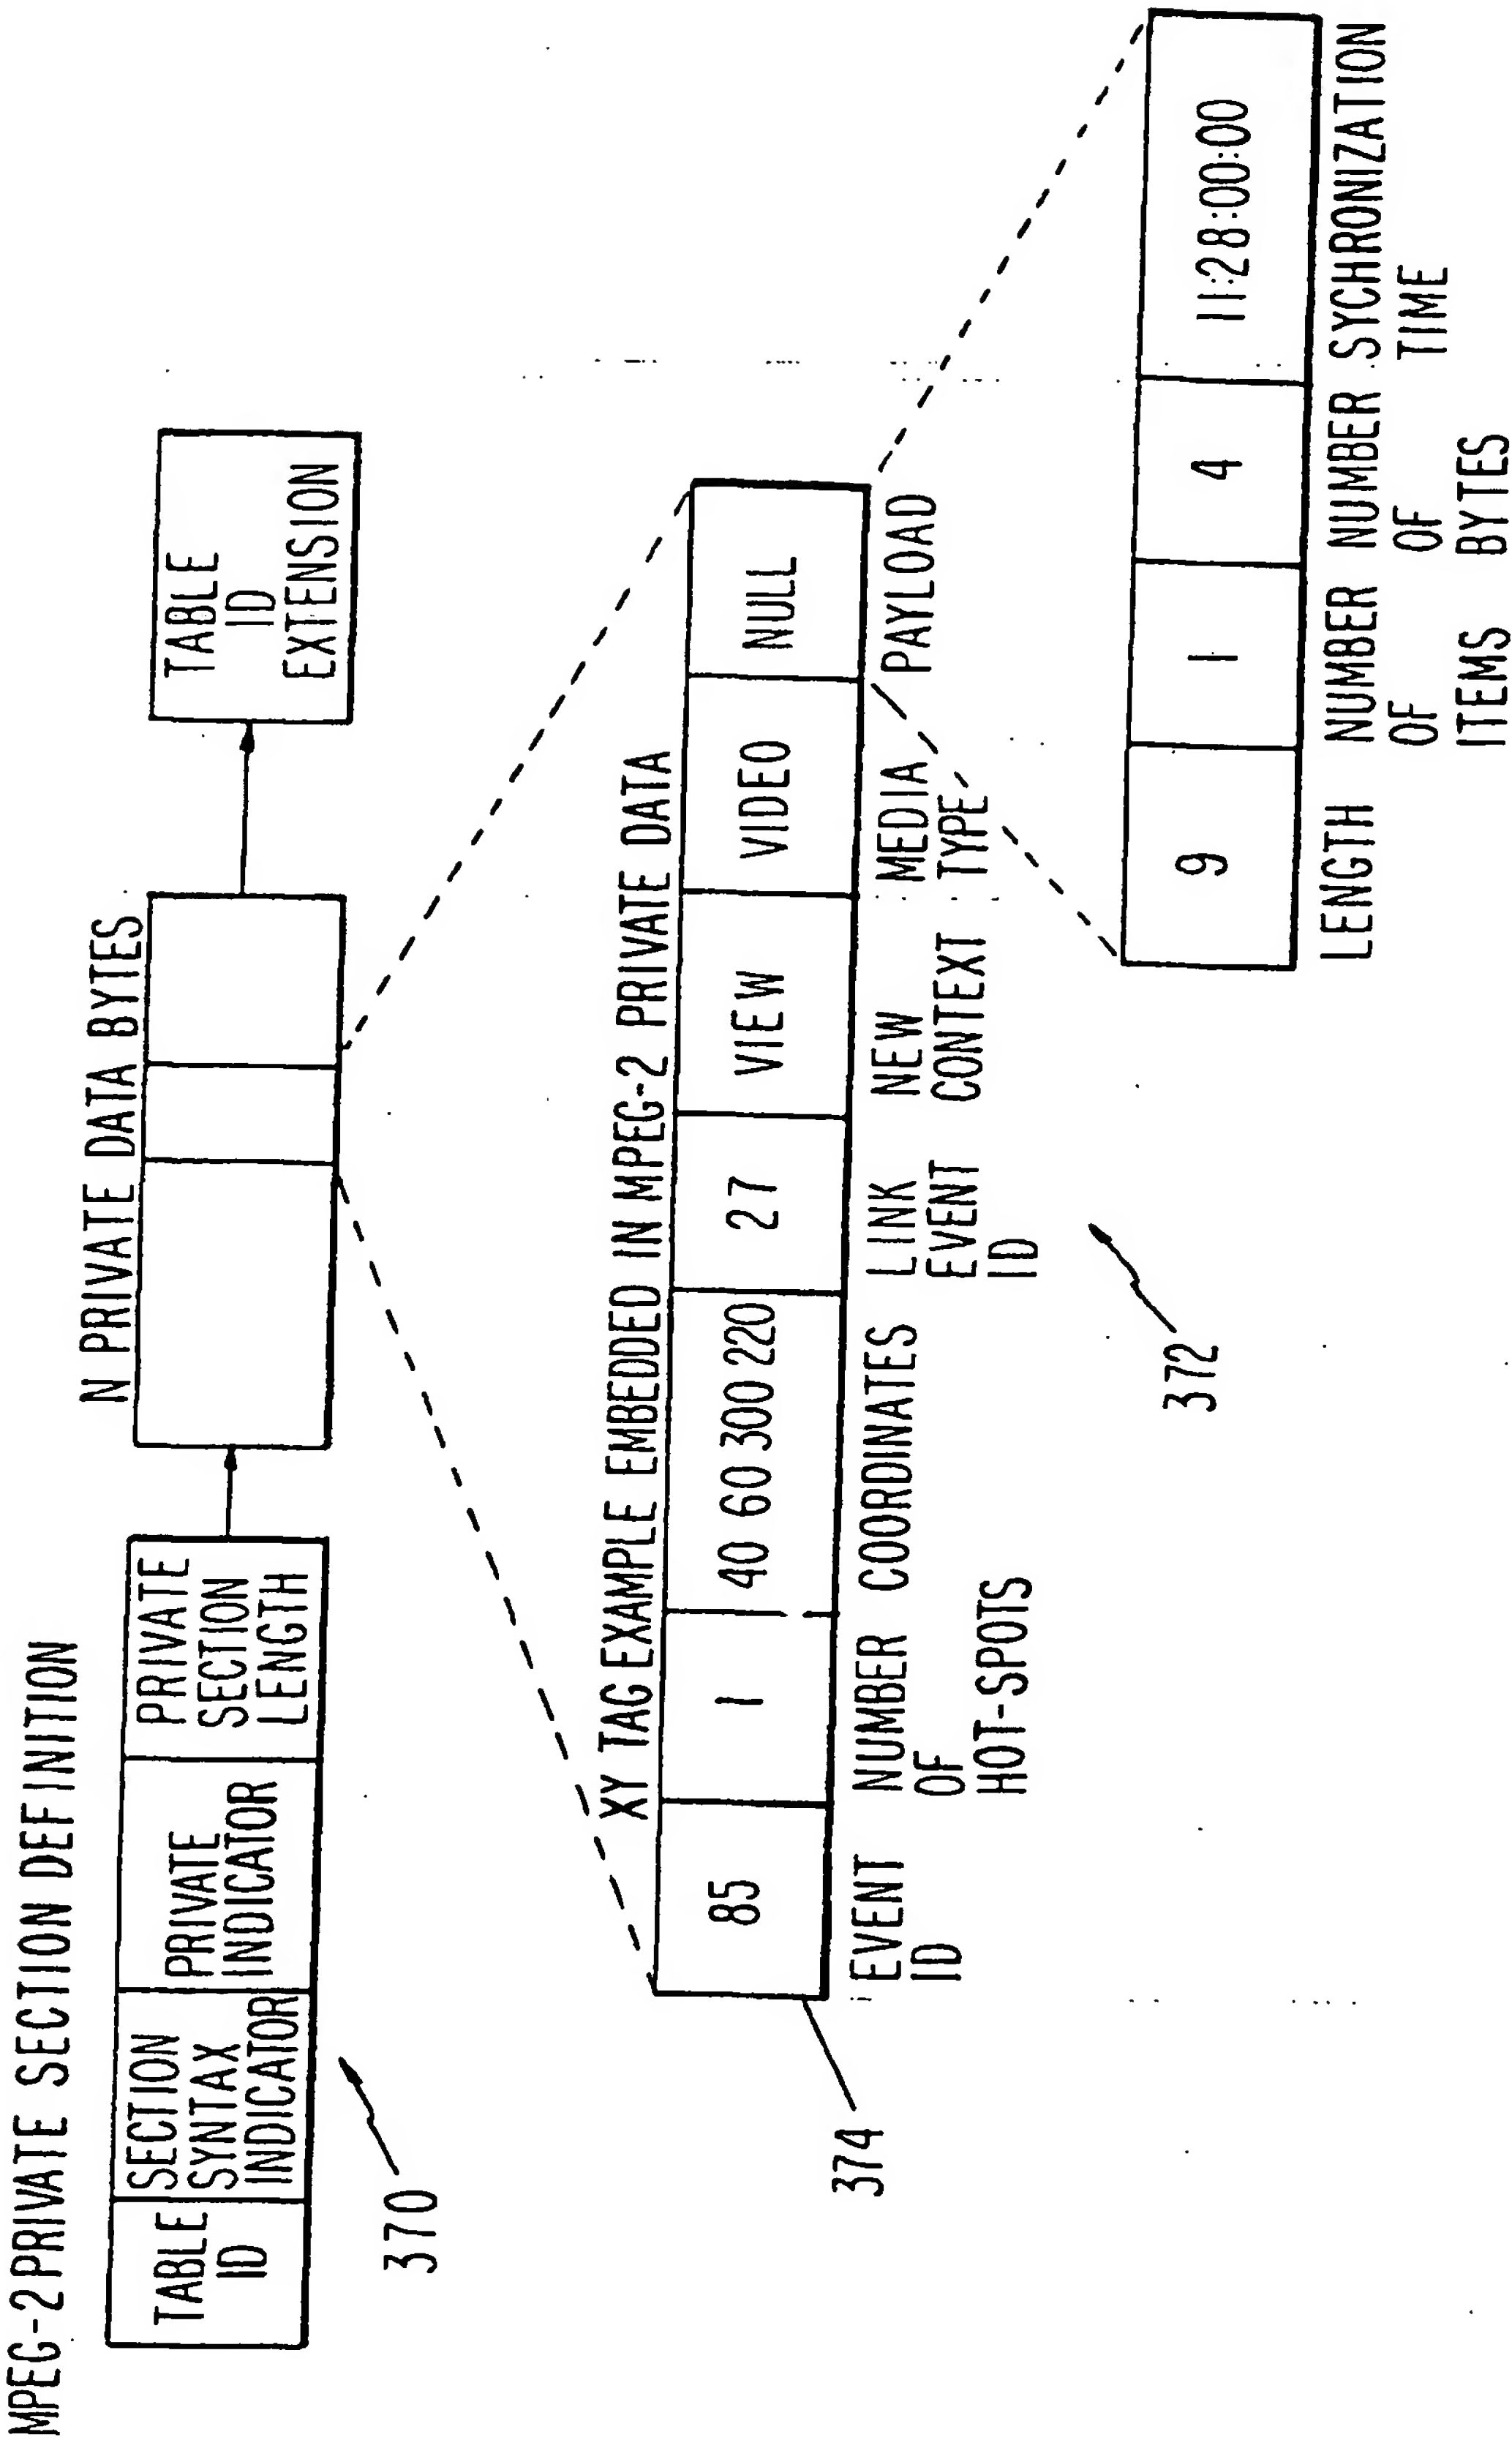 MPEG-2 PRIVATE SECTION DEFINITION
N PRIVATE DATA BYTES
TABLE
ID
SECTION
SYNTAX
INDICATOR
PRIVATE
INDICATOR
PRIVATE
SECTION
LENGTH
TABLE
ID
EXTENSION
370
XY TAG EXAMPLE EMBEDDED IN MPEG-2 PRIVATE DATA
85
1
40 60 300 220
27
VIEW
VIDEO
NULL
EVENT
ID
NUMBER
OF
HOT-SPOTS
COORDINATES
LINK
EVENT
ID
NEW
CONTEXT
MEDIA
TYPE
PAYLOAD
374
372
9
1
4
11:28:00:00
LENGTH
NUMBER
OF
ITEMS
NUMBER
OF
BYTES
SYCHRONIZATION
TIME